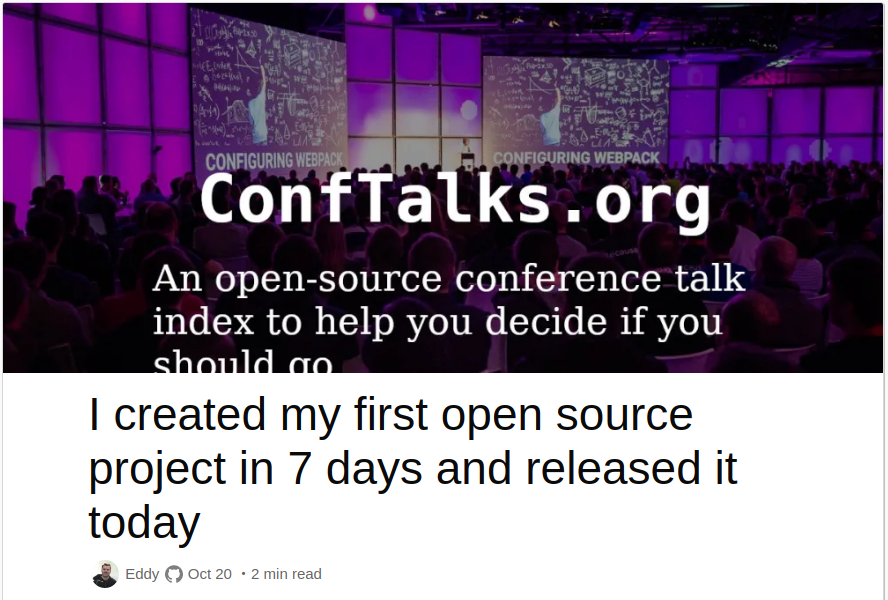 CONFIGURING WEBPACK
CONFIGURING WEBPACK
ConfTalks.org
An open-source conference talk
index to help you decide if you
should go
I created my first open source
project in 7 days and released it
today
Eddy Oct 20 • 2 min read